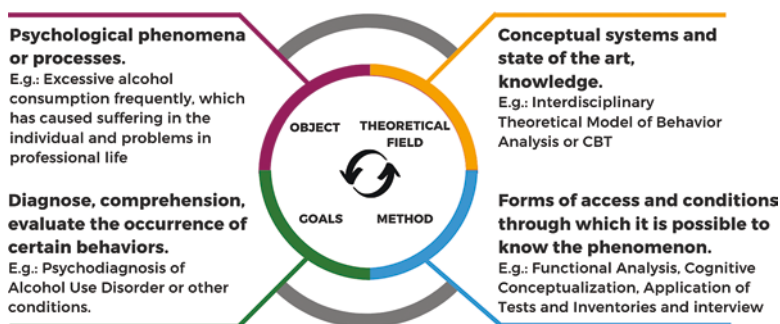 Psychological phenomena
or processes.
E.g.: Excessive alcohol
consumption frequently, which
has caused suffering in the
individual and problems in
professional life
Conceptual systems and
state of the art,
knowledge.
E.g.: Interdisciplinary
Theoretical Model of Behavior
Analysis or CBT
OBJECT
THEORETICAL
FIELD
GOALS
METHOD
Diagnose, comprehension,
evaluate the occurrence of
certain behaviors.
E.g.: Psychodiagnosis of
Alcohol Use Disorder or other
conditions.
Forms of access and conditions
through which it is possible to
know the phenomenon.
E.g.: Functional Analysis, Cognitive
Conceptualization, Application of
Tests and Inventories and interview